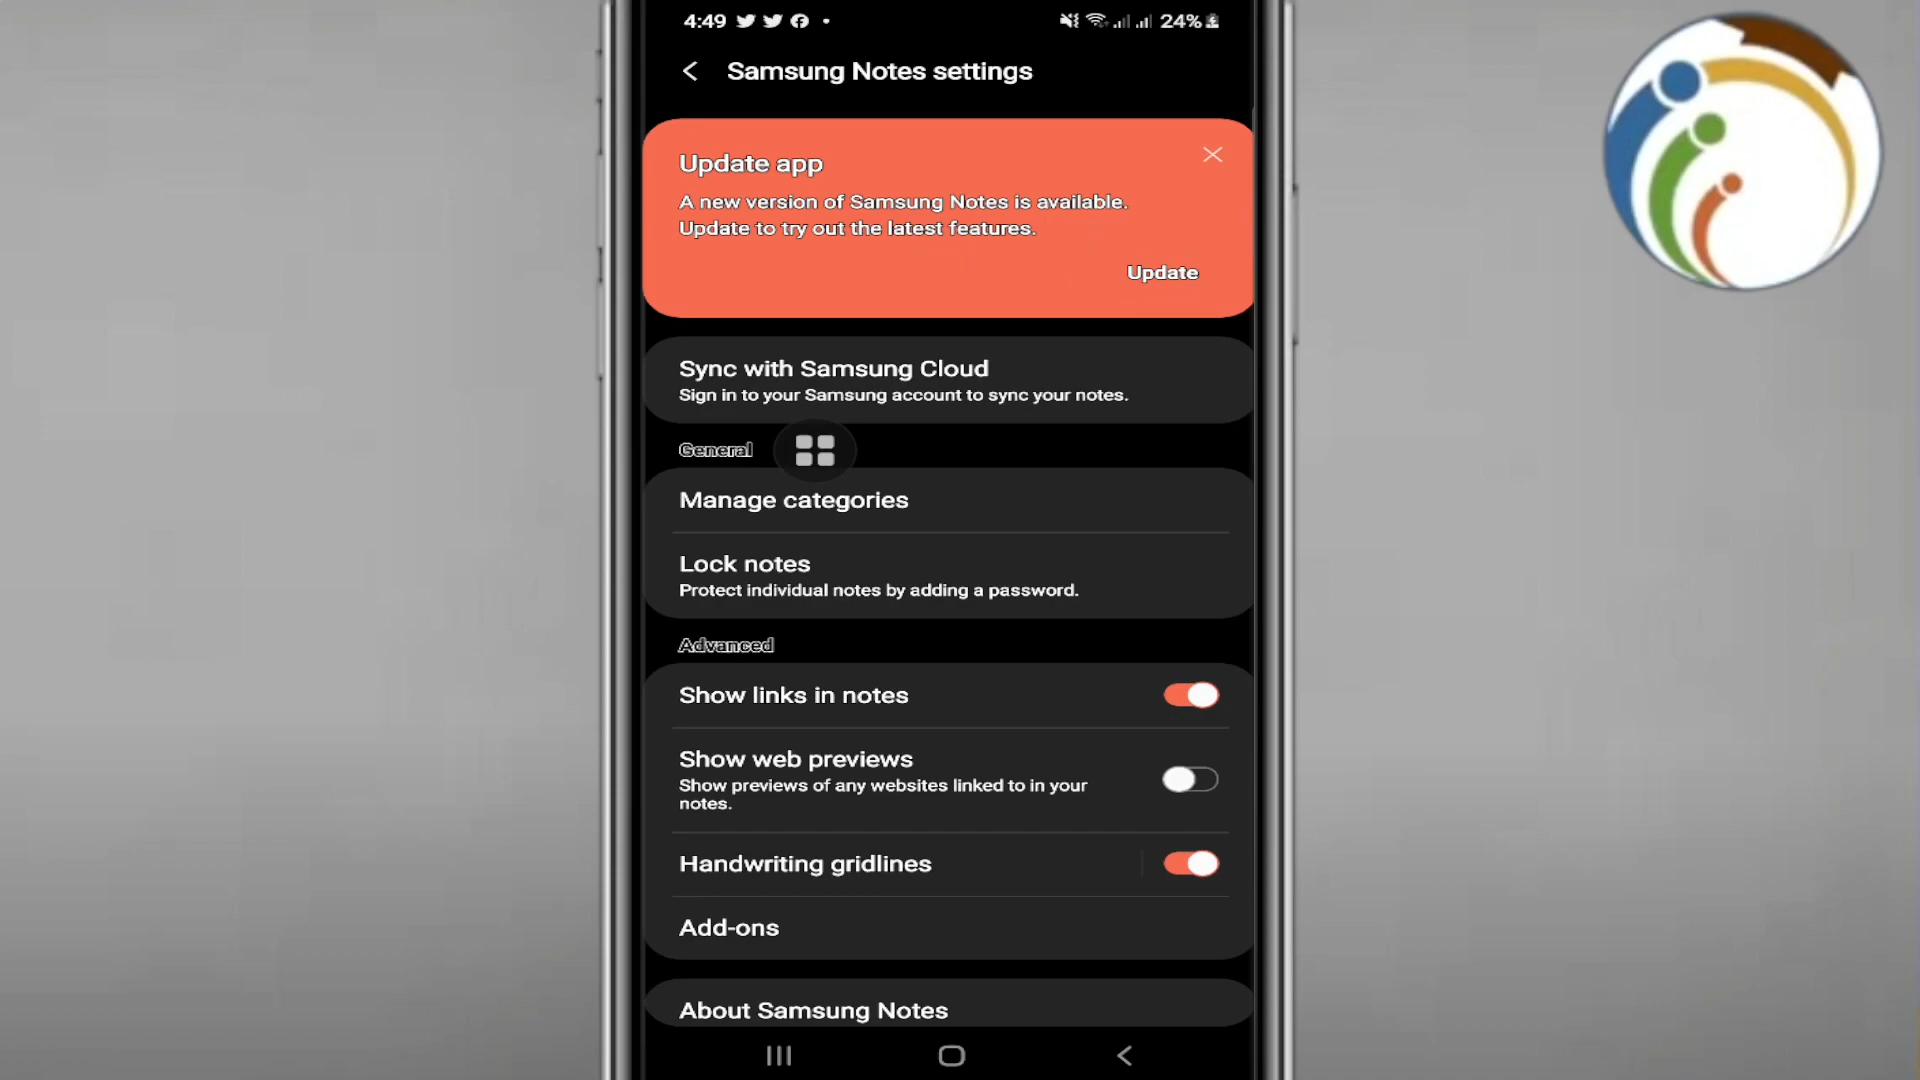 4:49
24%
Samsung Notes settings
Update app
A new version of Samsung Notes is available.
Update to try out the latest features.
Update
Sync with Samsung Cloud
Sign in to your Samsung account to sync your notes.
General
Manage categories
Lock notes
Protect individual notes by adding a password.
Advanced
Show links in notes
Show web previews
Show previews of any websites linked to in your
notes.
Handwriting gridlines
Add-ons
About Samsung Notes